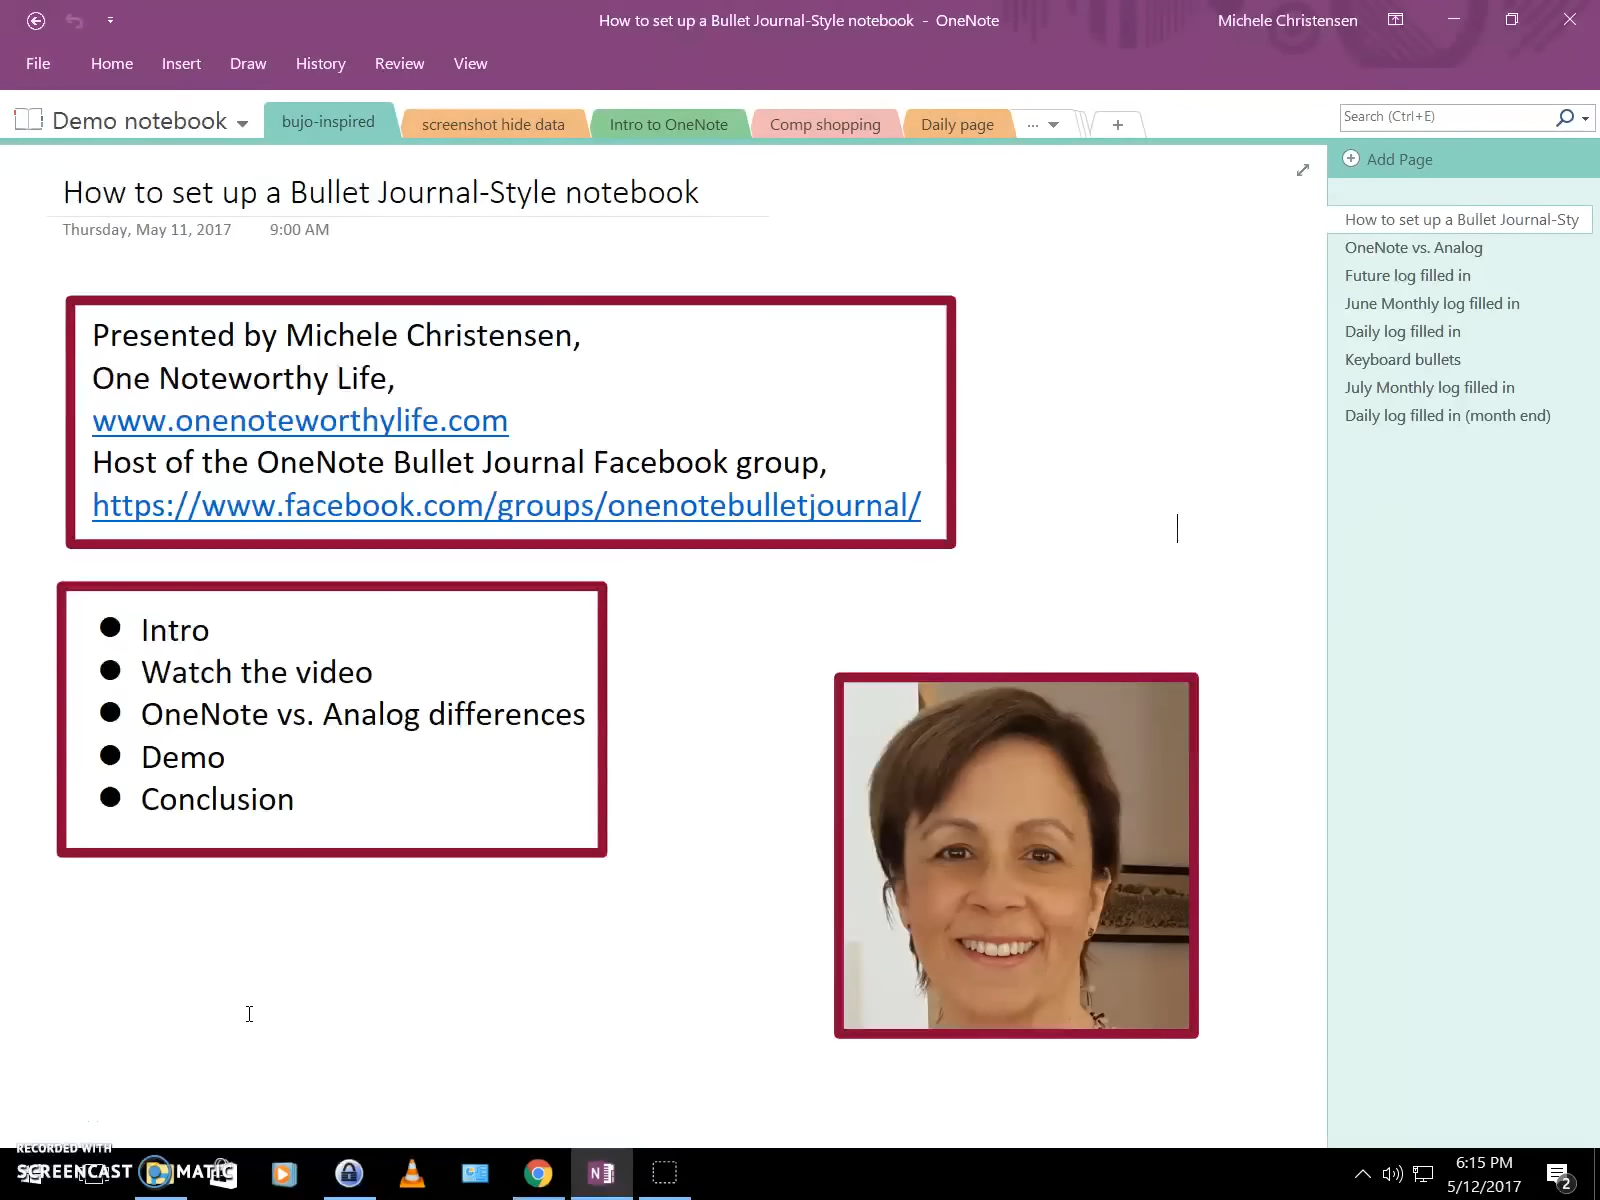 How to set up a Bullet Journal-Style notebook - OneNote
Michele Christensen
File Home Insert Draw History Review View
Demo notebook
bujo-inspired
screenshot hide data
Intro to OneNote
Comp shopping
Daily page
...
+
Search (Ctrl+E)
Add Page
How to set up a Bullet Journal-Style notebook
Thursday, May 11, 2017 9:00 AM
Presented by Michele Christensen,
One Noteworthy Life,
www.onenoteworthylife.com
Host of the OneNote Bullet Journal Facebook group,
https://www.facebook.com/groups/onenotebulletjournal/
● Intro
● Watch the video
● OneNote vs. Analog differences
● Demo
● Conclusion
How to set up a Bullet Journal-Sty
OneNote vs. Analog
Future log filled in
June Monthly log filled in
Daily log filled in
Keyboard bullets
July Monthly log filled in
Daily log filled in (month end)
RECORDED WITH
SCREENCAST MATIC
N
6:15 PM
5/12/2017
2